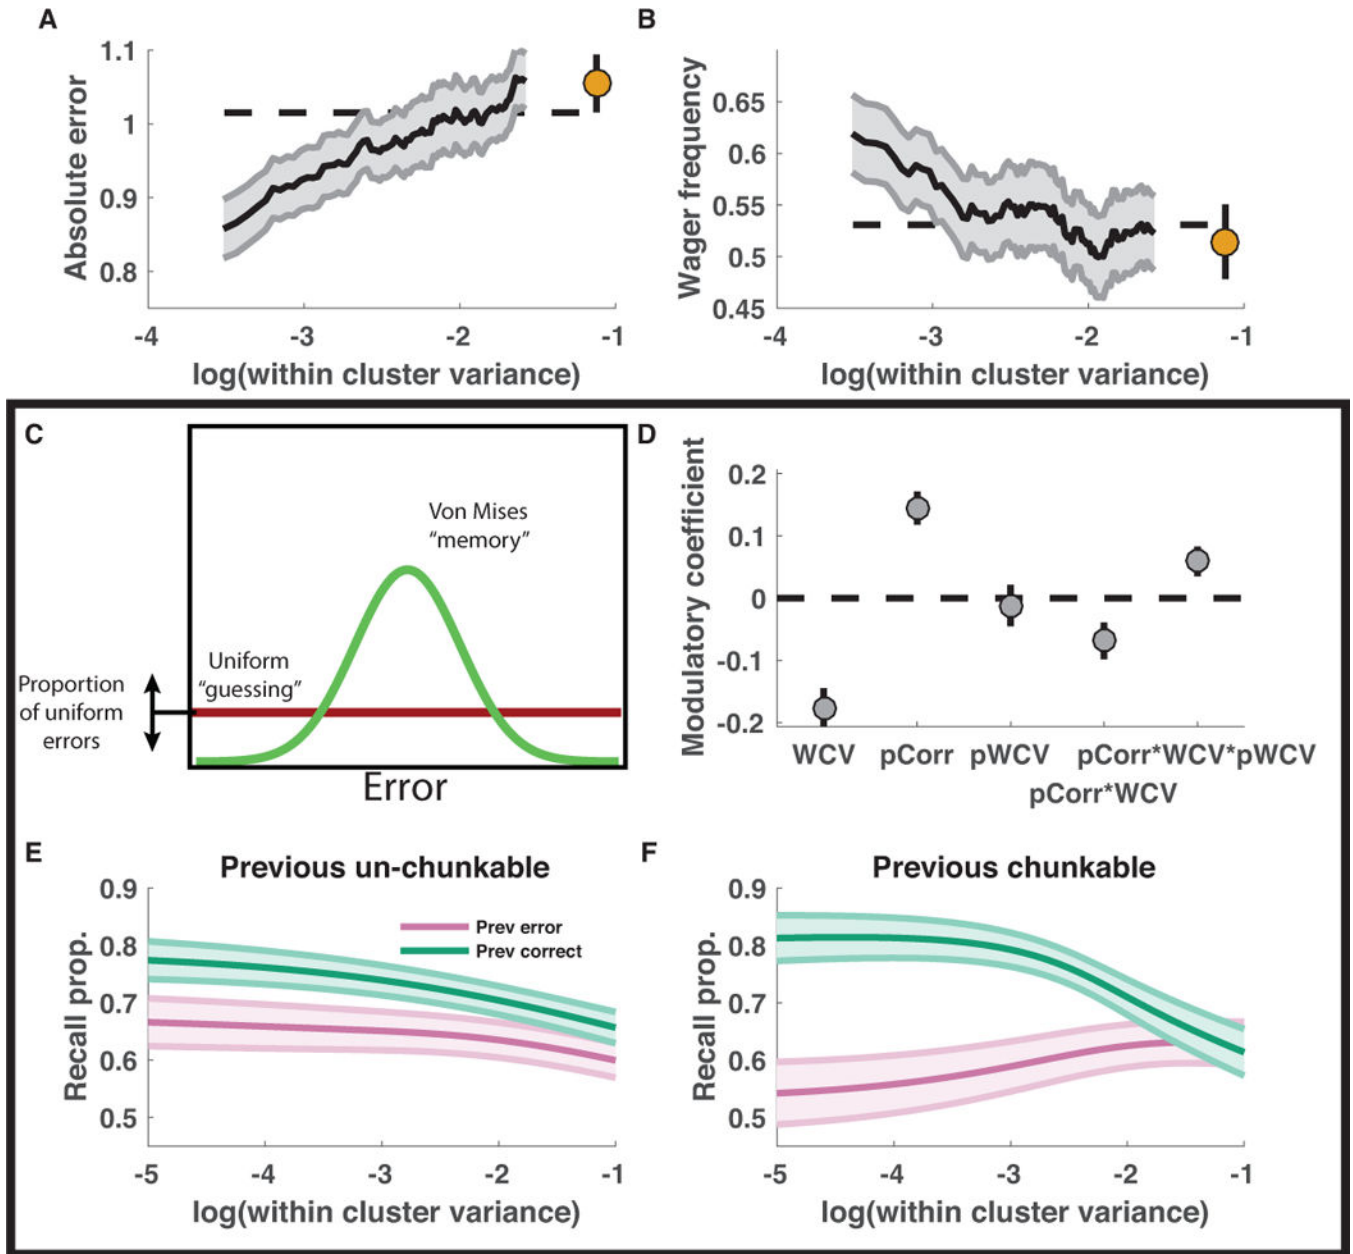 A
Absolute error
1.1
1
0.9
0.8
-4
-3
-2
-1
log(within cluster variance)
B
Wager frequency
0.65
0.6
0.55
0.5
0.45
-4
-3
-2
-1
log(within cluster variance)
C
Von Mises
“memory”
Uniform
“guessing”
Proportion
of uniform
errors
Error
D
Modulatory coefficient
0.2
0.1
0
-0.1
-0.2
WCV
pCorr
pWCV
pCorr*WCV*pWCV
pCorr*WCV
E
Previous un-chunkable
Recall prop.
0.9
0.8
0.7
0.6
0.5
Prev error
Prev correct
-5
-4
-3
-2
-1
log(within cluster variance)
F
Previous chunkable
Recall prop.
0.9
0.8
0.7
0.6
0.5
-5
-4
-3
-2
-1
log(within cluster variance)